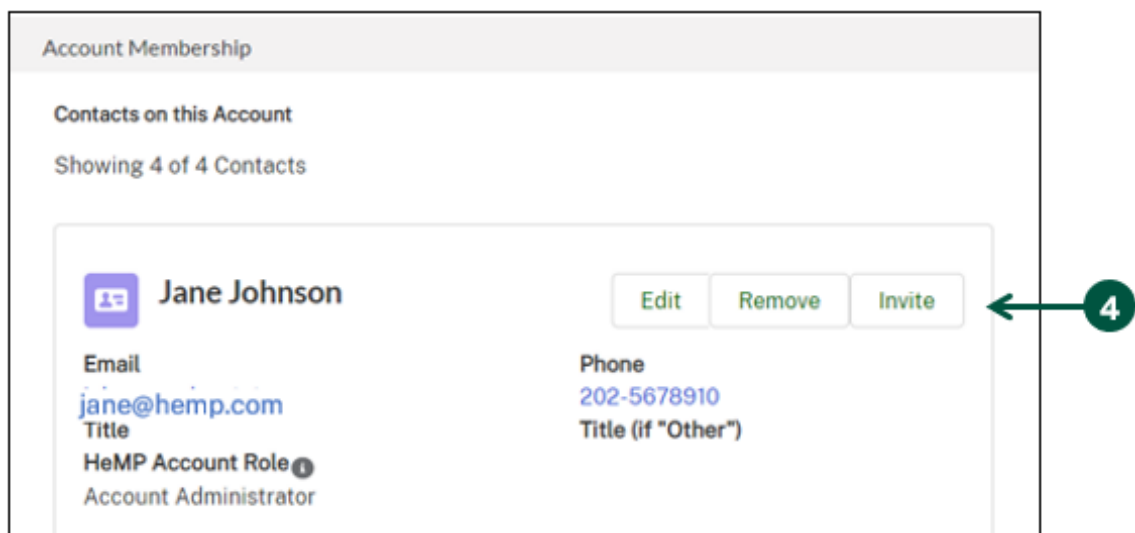 Account Membership
Contacts on this Account
Showing 4 of 4 Contacts
Jane Johnson
Edit Remove Invite
4
Email Phone
jane@hemp.com 202-5678910
Title Title (if "Other")
HeMP Account Role
Account Administrator